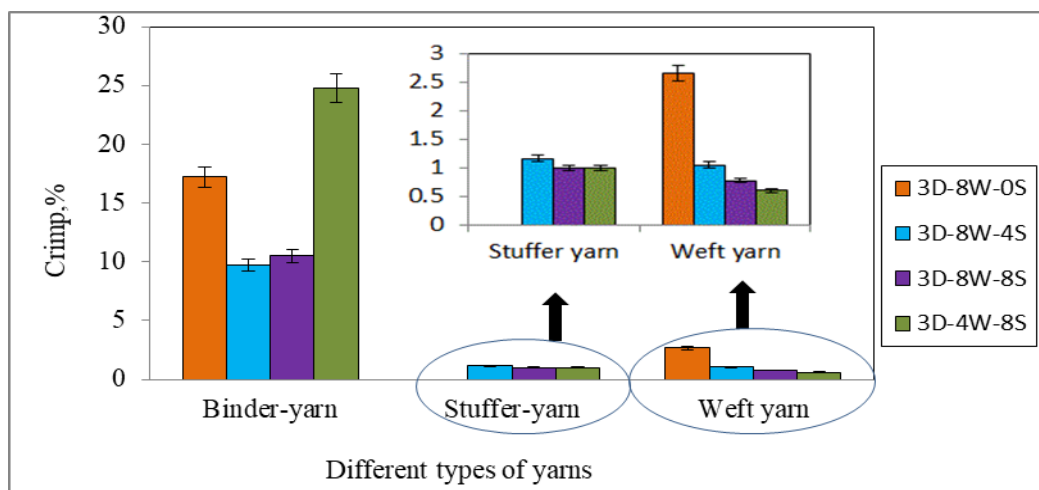 30
25
20
15
10
5
0
Crimp,%
3
2.5
2
1.5
1
0.5
0
Stuffer yarn
Weft yarn
Binder-yarn
Stuffer-yarn
Weft yarn
Different types of yarns
3D-8W-0S
3D-8W-4S
3D-8W-8S
3D-4W-8S